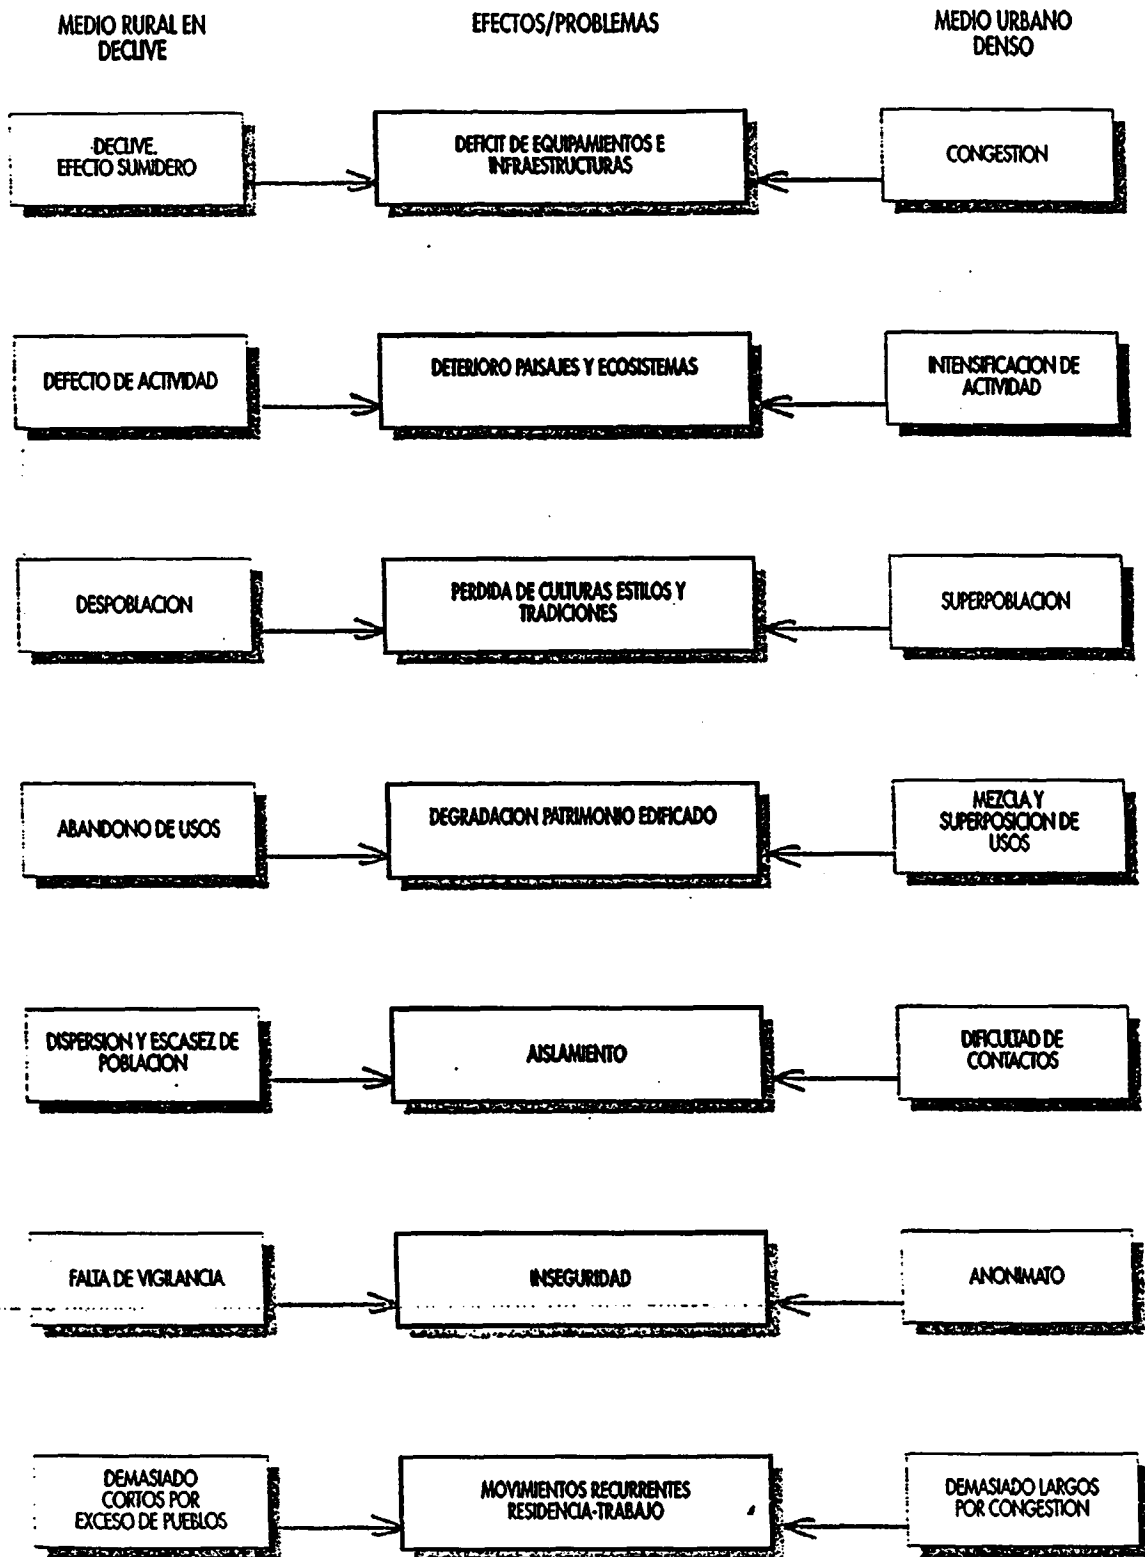 MEDIO RURAL EN
DECLIVE
EFECTOS/PROBLEMAS
MEDIO URBANO
DENSO
DECLIVE.
EFECTO SUMIDERO
DEFICIT DE EQUIPAMIENTOS E
INFRAESTRUCTURAS
CONGESTION
DEFECTO DE ACTIVIDAD
DETERIORO PAISAJES Y ECOSISTEMAS
INTENSIFICACION DE
ACTIVIDAD
DESPOBLACION
PERDIDA DE CULTURAS ESTILOS Y
TRADICIONES
SUPERPOBLACION
ABANDONO DE USOS
DEGRADACION PATRIMONIO EDIFICADO
MEZCLA Y
SUPERPOSICION DE
USOS
DISPERSION Y ESCASEZ DE
POBLACION
AISLAMIENTO
DIFICULTAD DE
CONTACTOS
FALTA DE VIGILANCIA
INSEGURIDAD
ANONIMATO
DEMASIADO
CORTOS POR
EXCESO DE PUEBLOS
MOVIMIENTOS RECURRENTES
RESIDENCIA-TRABAJO
DEMASIADO LARGOS
POR CONGESTION